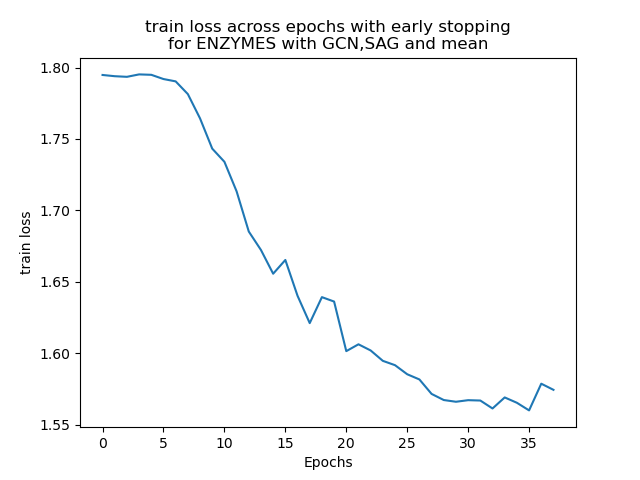 train loss across epochs with early stopping
for ENZYMES with GCN,SAG and mean
1.80
1.75
1.70
1.65
1.60
1.55
train loss
0 5 10 15 20 25 30 35
Epochs